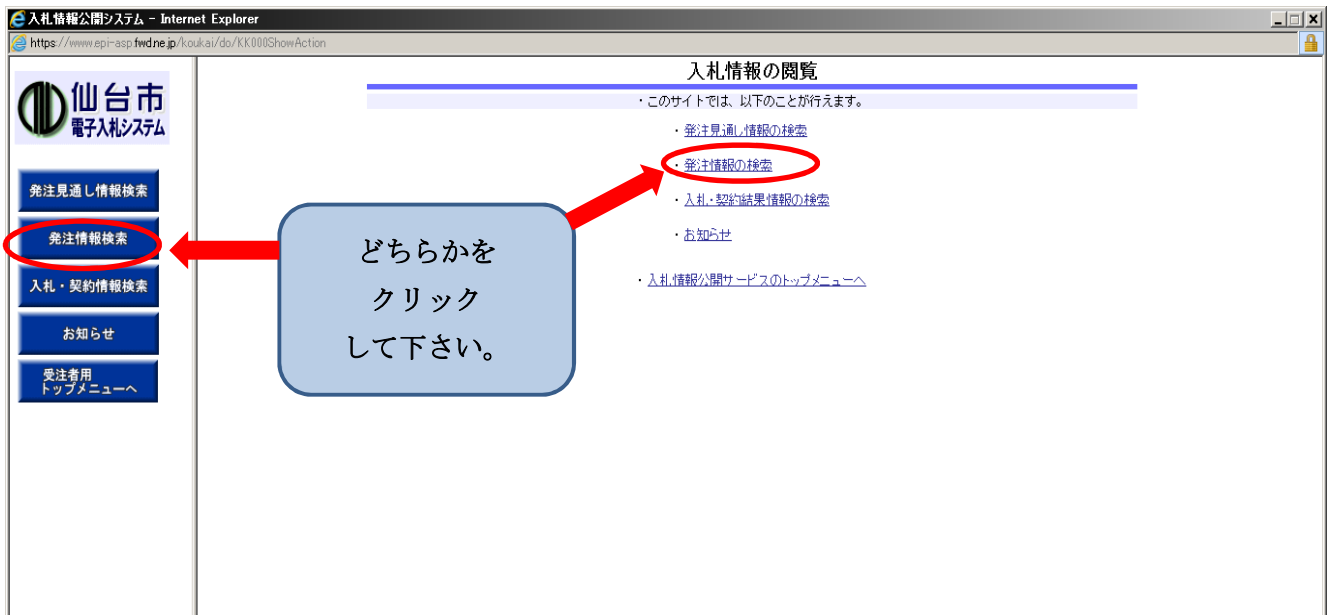 入札情報公開システム - Internet Explorer
https://www.epi-asp.fwd.ne.jp/koukai/do/KK000ShowAction
仙台市
電子入札システム
発注見通し情報検索
発注情報検索
入札・契約情報検索
お知らせ
受注者用
トップメニューへ
入札情報の閲覧
・このサイトでは、以下のことが行えます。
・発注見通し情報の検索
・発注情報の検索
・入札・契約結果情報の検索
・お知らせ
・入札情報公開サービスのトップメニューへ
どちらかを
クリック
して下さい。